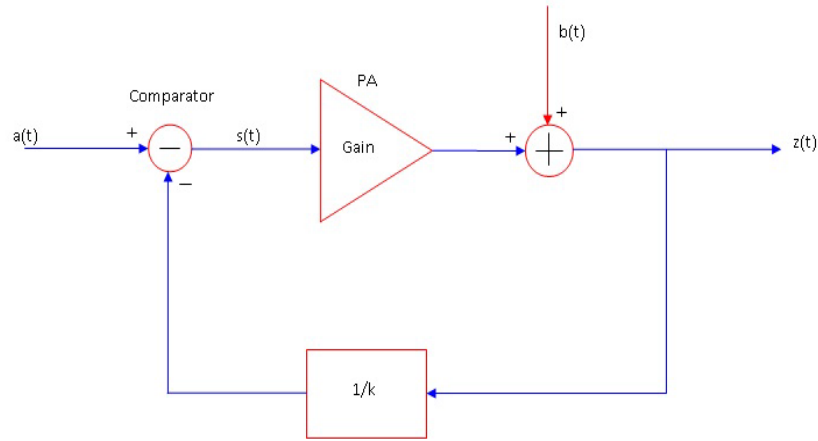 b(t)
PA
Comparator
+
a(t)
+
s(t)
Gain
+
z(t)
−
+
−
1/k